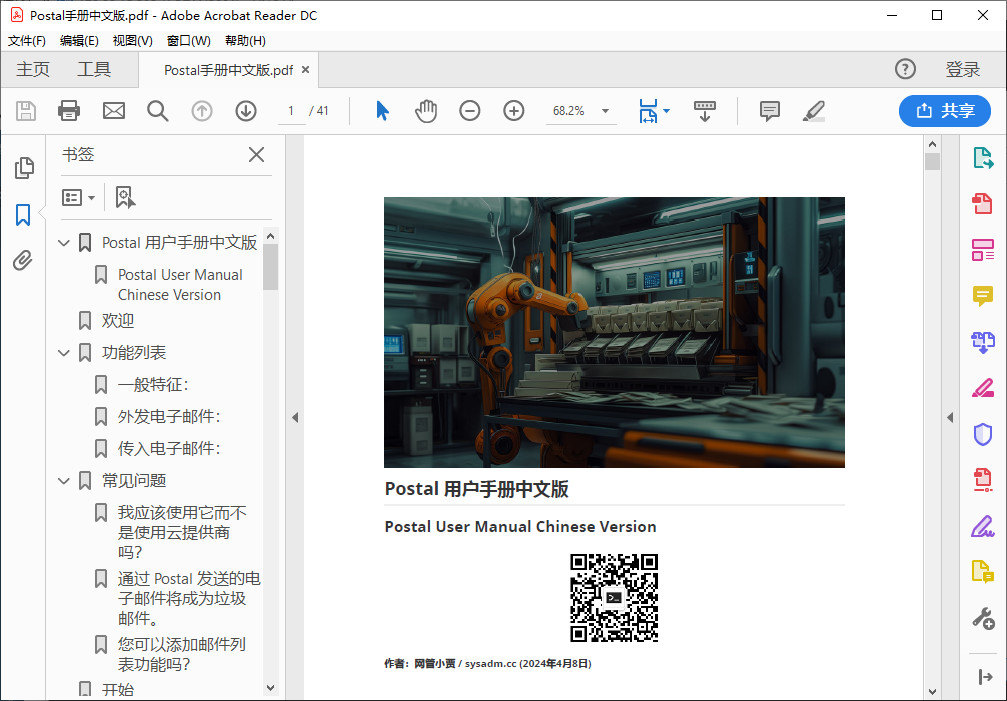 Postal手册中文版.pdf - Adobe Acrobat Reader DC
文件(F) 编辑(E) 视图(V) 窗口(W) 帮助(H)
主页 工具 Postal手册中文版.pdf × 登录
1 / 41 68.2% 共享
书签
Postal 用户手册中文版
Postal User Manual
Chinese Version
欢迎
功能列表
一般特征：
外发电子邮件：
传入电子邮件：
常见问题
我应该使用它而不
是使用云提供商
吗？
通过 Postal 发送的电
子邮件将成为垃圾
邮件。
您可以添加邮件列
表功能吗？
开始
Postal 用户手册中文版
Postal User Manual Chinese Version
作者：网管小贾 / sysadm.cc (2024年4月8日)